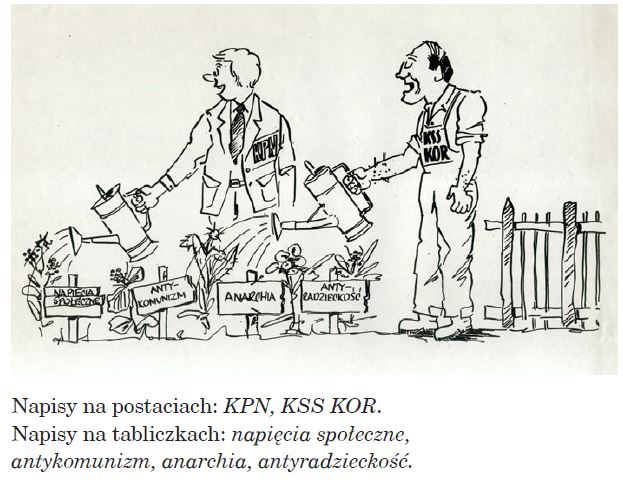 KPN
KSS
KOR
NAPIĘCIA
SPOŁECZNE
ANTY-
KOMUNIZM
ANARCHIA
ANTY-
RADZIECKOŚĆ
Napisy na postaciach: KPN, KSS KOR.
Napisy na tabliczkach: napięcia społeczne,
antykomunizm, anarchia, antyradzieckość.